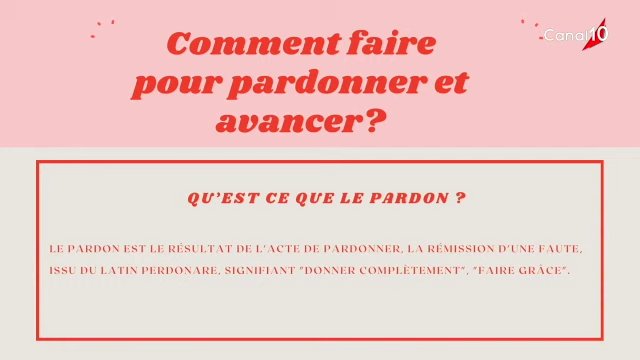 Canal10
Comment faire
pour pardonner et
avancer?
QU'EST CE QUE LE PARDON ?
LE PARDON EST LE RÉSULTAT DE L'ACTE DE PARDONNER, LA RÉMISSION D'UNE FAUTE,
ISSU DU LATIN PERDONARE, SIGNIFIANT "DONNER COMPLÈTEMENT", "FAIRE GRÂCE".